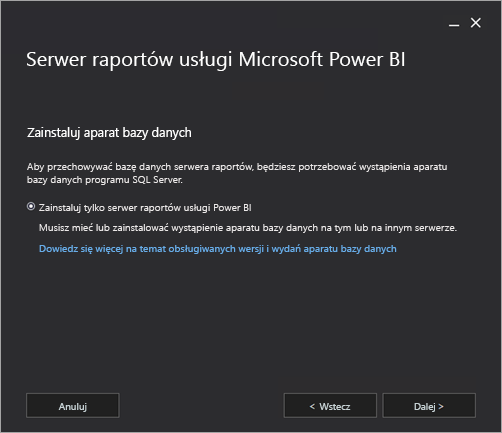 Serwer raportów usługi Microsoft Power BI
Zainstaluj aparat bazy danych
Aby przechowywać bazę danych serwera raportów, będziesz potrzebować wystąpienia aparatu
bazy danych programu SQL Server.
Zainstaluj tylko serwer raportów usługi Power BI
Musisz mieć lub zainstalować wystąpienie aparatu bazy danych na tym lub na innym serwerze.
Dowiedz się więcej na temat obsługiwanych wersji i wydań aparatu bazy danych
Anuluj
< Wstecz
Dalej >